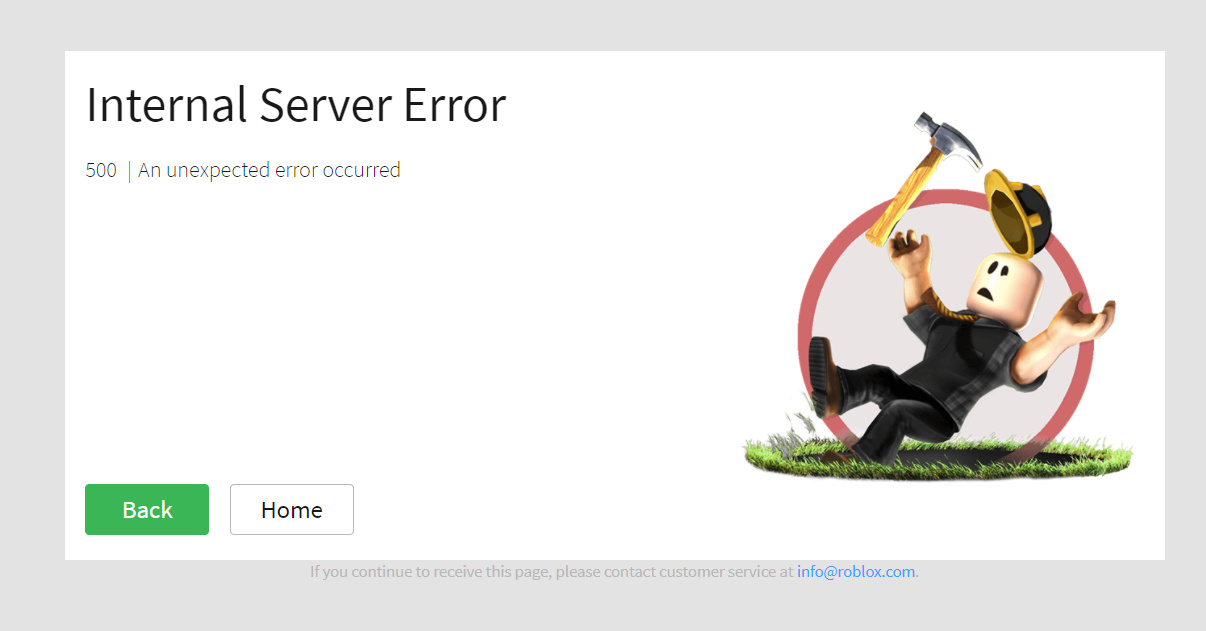 Internal Server Error
500 | An unexpected error occurred
Back
Home
If you continue to receive this page, please contact customer service at info@roblox.com.